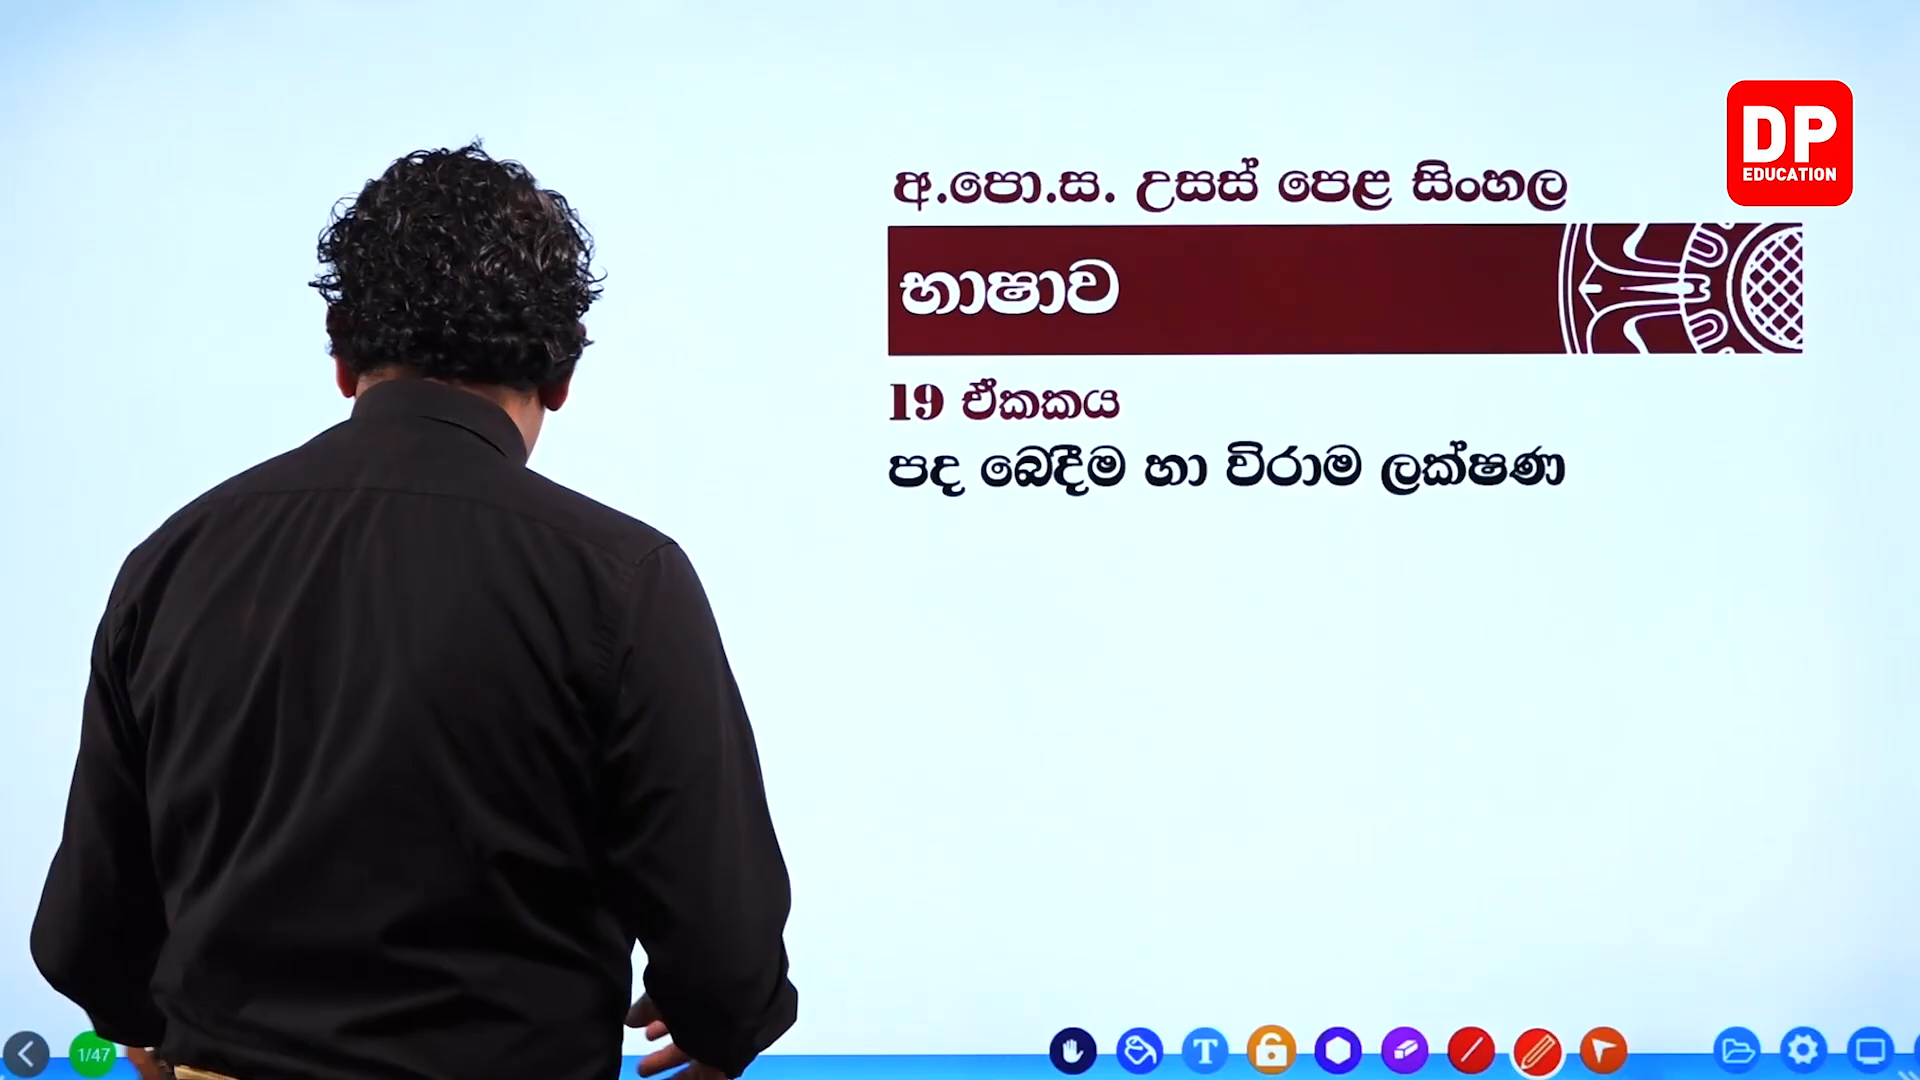 DP
EDUCATION
අ.පො.ස. උසස් පෙළ සිංහල
භාෂාව
19 ඒකකය
පද බෙදීම හා විරාම ලක්ෂණ
1/47
T